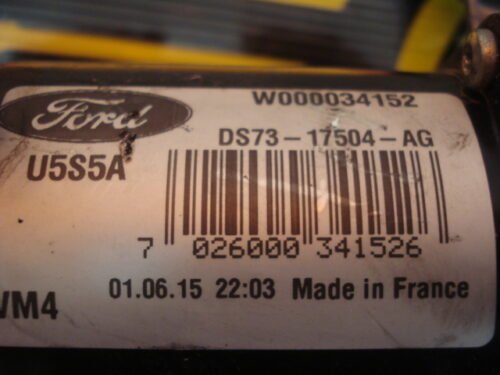 Ford
W000034152
DS73-17504-AG
U5S5A
7 026000 341526
01.06.15 22:03 Made in France
VM4